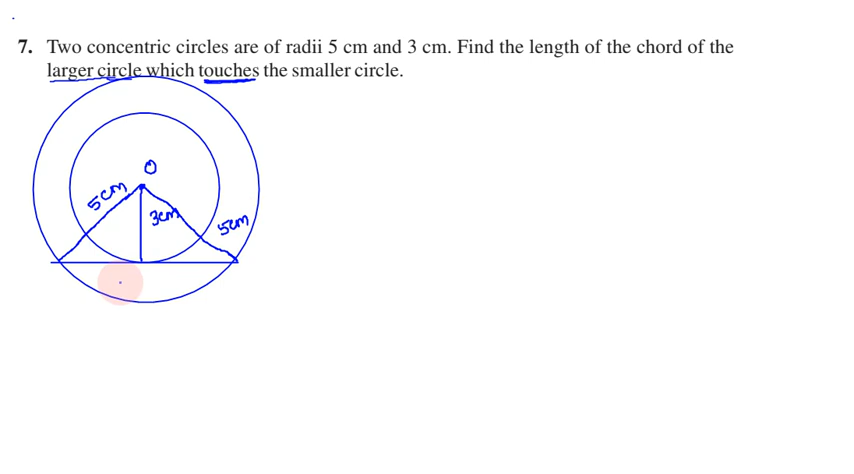 7. Two concentric circles are of radii 5 cm and 3 cm. Find the length of the chord of the
larger circle which touches the smaller circle.
O
5cm
3cm
5cm